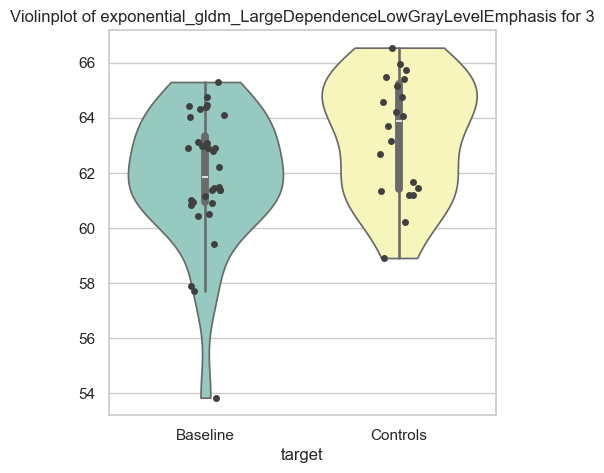 Violinplot of exponential_gldm_LargeDependenceLowGrayLevelEmphasis for 3
66
64
62
60
58
56
54
Baseline Controls
target